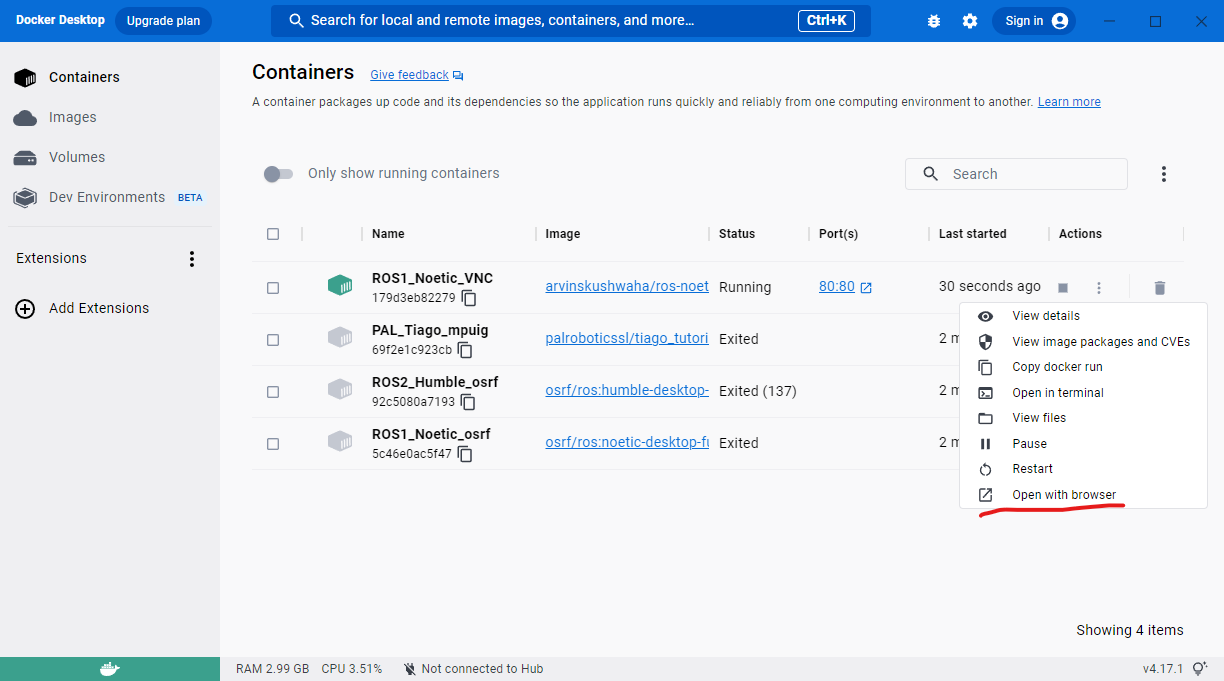 Docker Desktop Upgrade plan Search for local and remote images, containers, and more... Ctrl+K Sign in
Containers
Images
Volumes
Dev Environments BETA
Extensions
Add Extensions
Containers Give feedback
A container packages up code and its dependencies so the application runs quickly and reliably from one computing environment to another. Learn more
Only show running containers Search
Name Image Status Port(s) Last started Actions
ROS1_Noetic_VNC
179d3eb82279 arvinskushwaha/ros-noet Running 80:80 30 seconds ago
PAL_Tiago_mpuig
69f2e1c923cb palroboticssl/tiago_tutori Exited 2 m
ROS2_Humble_osrf
92c5080a7193 osrf/ros:humble-desktop- Exited (137) 2 m
ROS1_Noetic_osrf
5c46e0ac5f47 osrf/ros:noetic-desktop-fu Exited 2 m
View details
View image packages and CVEs
Copy docker run
Open in terminal
View files
Pause
Restart
Open with browser
Showing 4 items
RAM 2.99 GB CPU 3.51% Not connected to Hub v4.17.1